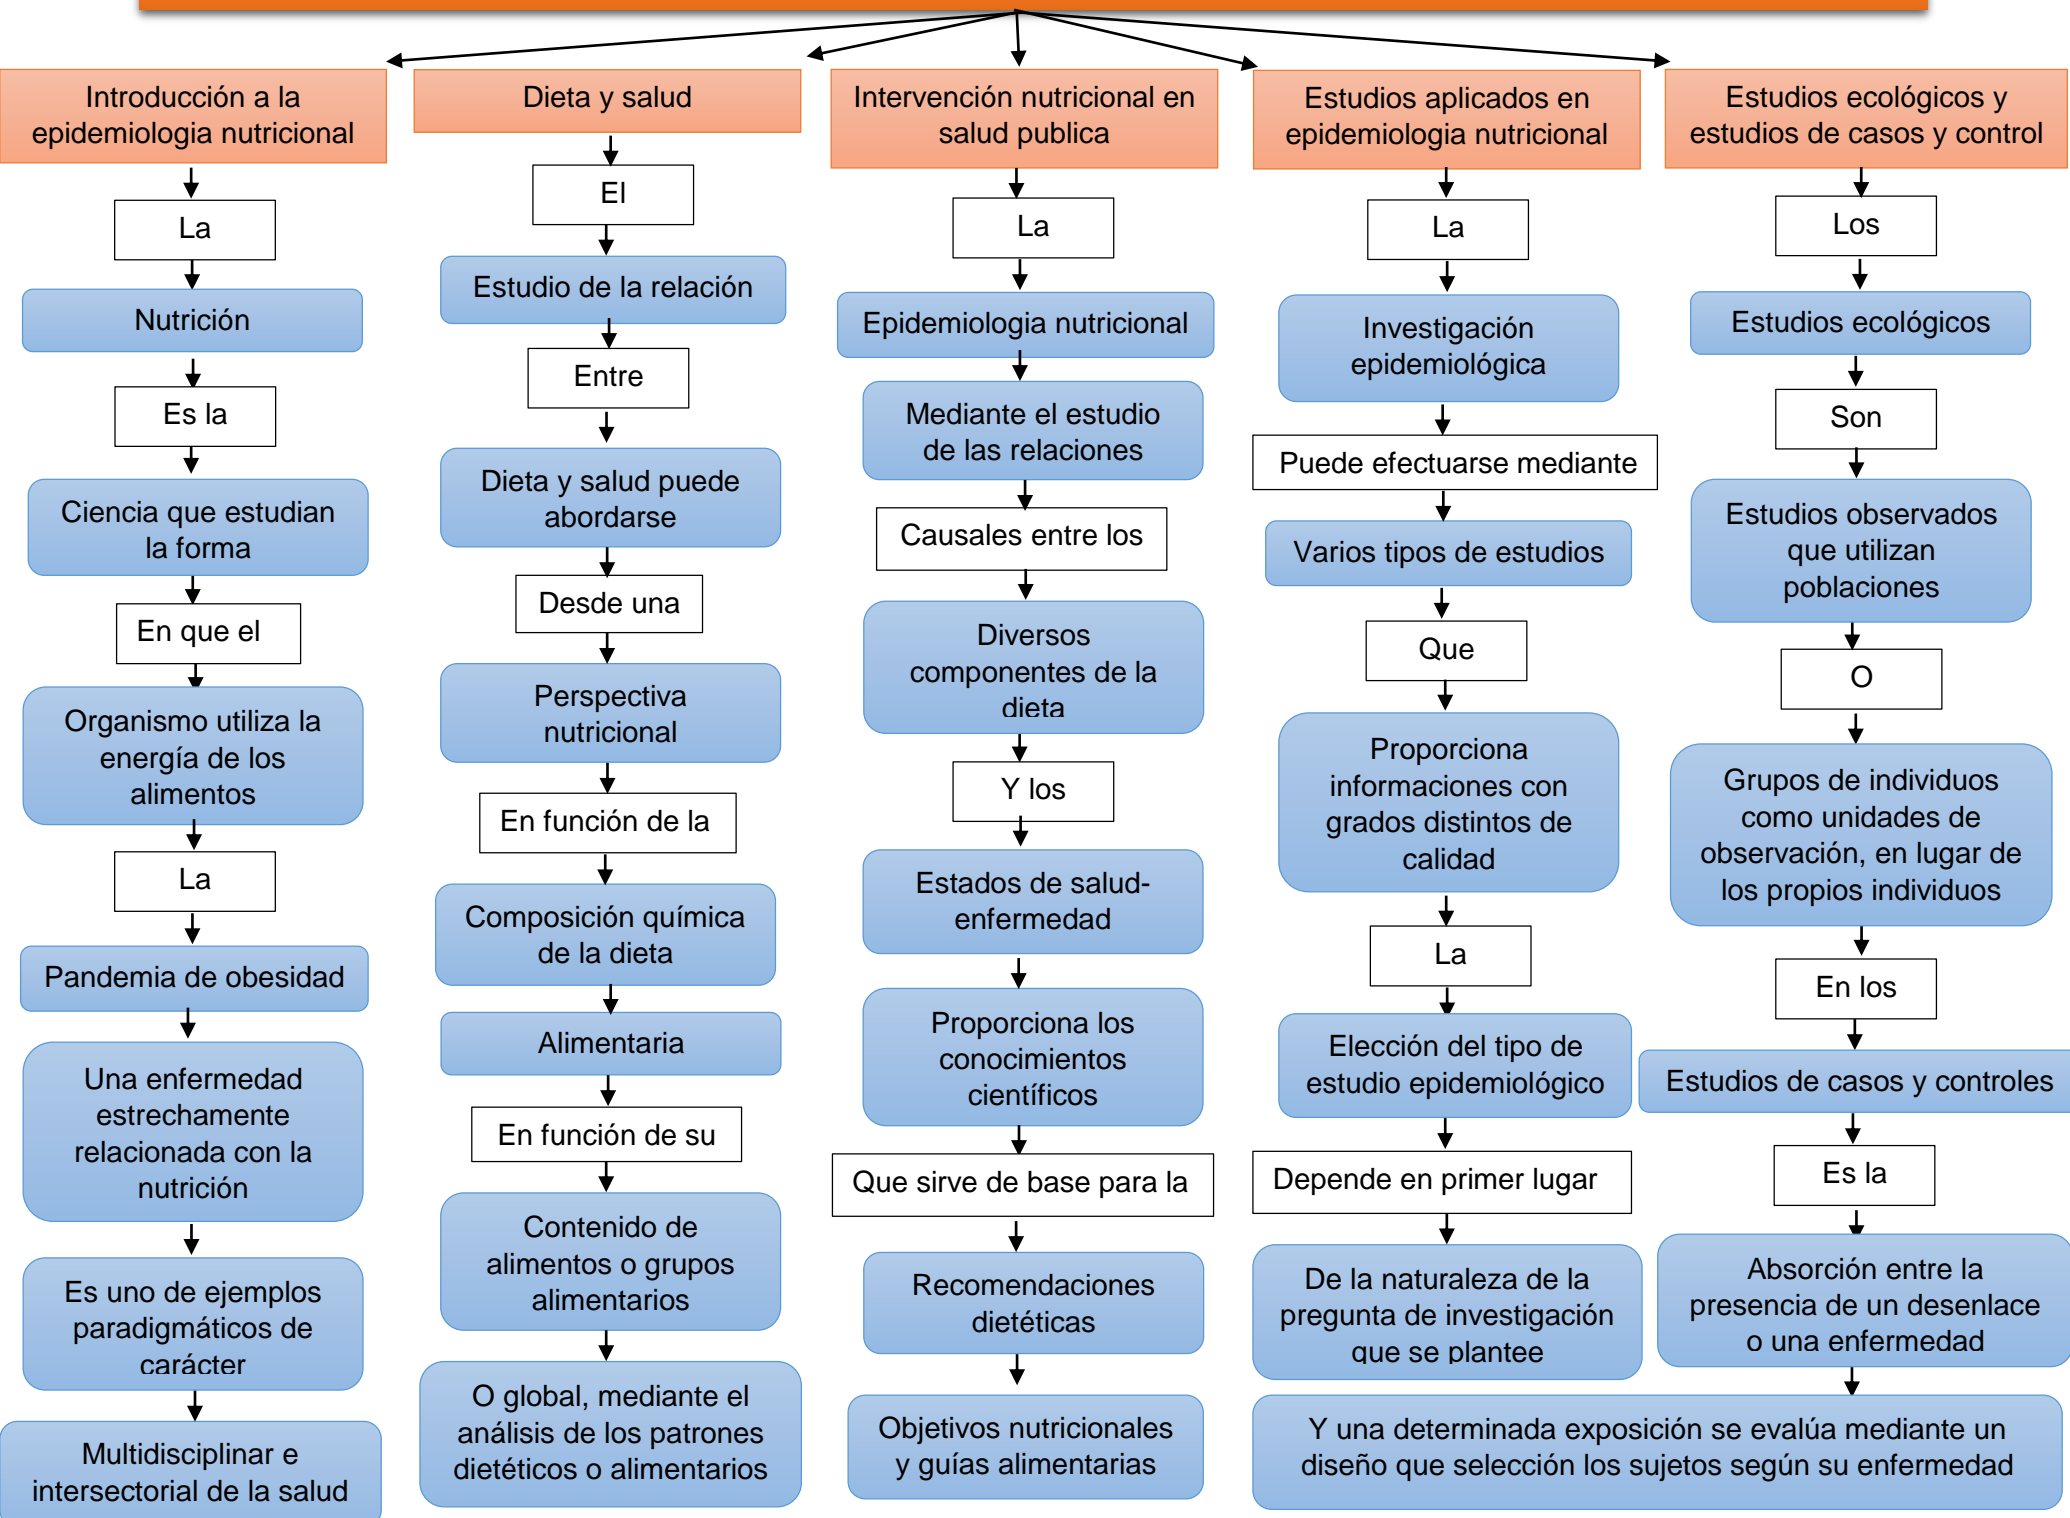 Introducción a la
epidemiologia nutricional
La
Nutrición
Es la
Ciencia que estudian
la forma
En que el
Organismo utiliza la
energía de los
alimentos
La
Pandemia de obesidad
Una enfermedad
estrechamente
relacionada con la
nutrición
Es uno de ejemplos
paradigmáticos de
carácter
Multidisciplinar e
intersectorial de la salud
Dieta y salud
El
Estudio de la relación
Entre
Dieta y salud puede
abordarse
Desde una
Perspectiva
nutricional
En función de la
Composición química
de la dieta
Alimentaria
En función de su
Contenido de
alimentos o grupos
alimentarios
O global, mediante el
análisis de los patrones
dietéticos o alimentarios
Intervención nutricional en
salud publica
La
Epidemiologia nutricional
Mediante el estudio
de las relaciones
Causales entre los
Diversos
componentes de la
dieta
Y los
Estados de salud-
enfermedad
Proporciona los
conocimientos
científicos
Que sirve de base para la
Recomendaciones
dietéticas
Objetivos nutricionales
y guías alimentarias
Estudios aplicados en
epidemiologia nutricional
La
Investigación
epidemiológica
Puede efectuarse mediante
Varios tipos de estudios
Que
Proporciona
informaciones con
grados distintos de
calidad
La
Elección del tipo de
estudio epidemiológico
Depende en primer lugar
De la naturaleza de la
pregunta de investigación
que se plantee
Estudios ecológicos y
estudios de casos y control
Los
Estudios ecológicos
Son
Estudios observados
que utilizan
poblaciones
O
Grupos de individuos
como unidades de
observación, en lugar de
los propios individuos
En los
Estudios de casos y controles
Es la
Absorción entre la
presencia de un desenlace
o una enfermedad
Y una determinada exposición se evalúa mediante un
diseño que selección los sujetos según su enfermedad